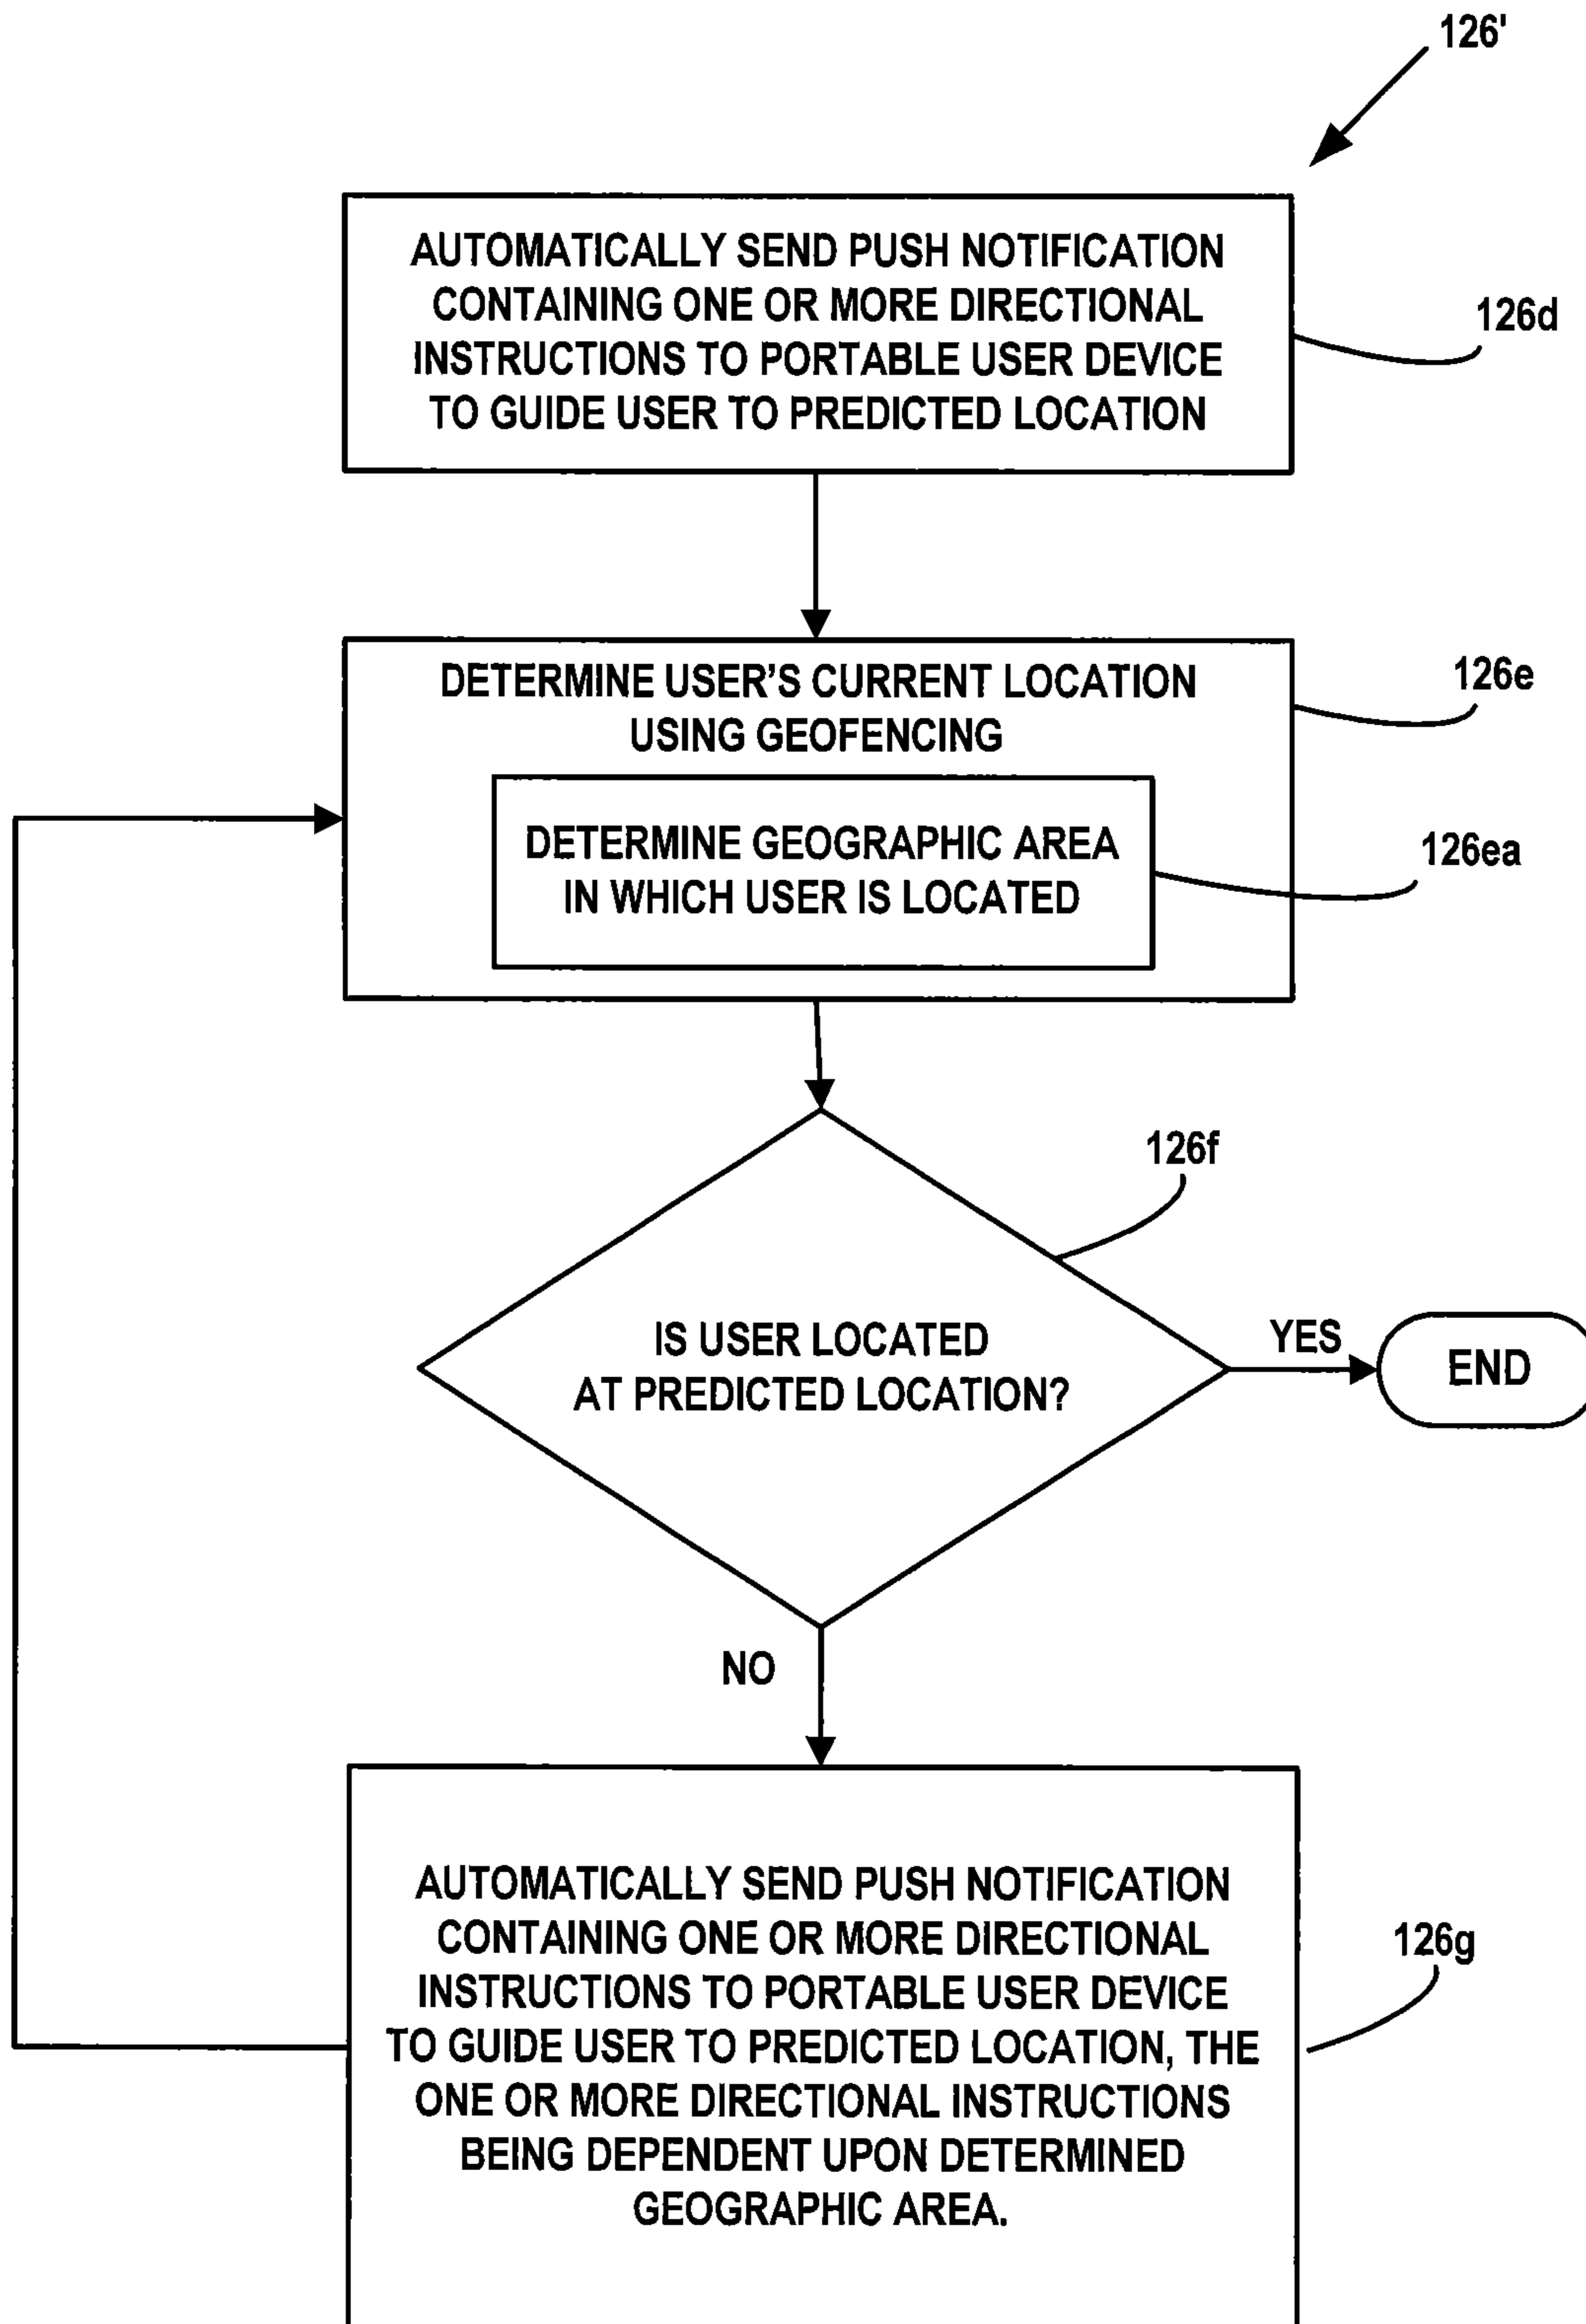 126'
AUTOMATICALLY SEND PUSH NOTIFICATION
CONTAINING ONE OR MORE DIRECTIONAL
INSTRUCTIONS TO PORTABLE USER DEVICE
TO GUIDE USER TO PREDICTED LOCATION
126d
DETERMINE USER'S CURRENT LOCATION
USING GEOFENCING
126e
DETERMINE GEOGRAPHIC AREA
IN WHICH USER IS LOCATED
126ea
126f
IS USER LOCATED
AT PREDICTED LOCATION?
YES
END
NO
AUTOMATICALLY SEND PUSH NOTIFICATION
CONTAINING ONE OR MORE DIRECTIONAL
INSTRUCTIONS TO PORTABLE USER DEVICE
TO GUIDE USER TO PREDICTED LOCATION, THE
ONE OR MORE DIRECTIONAL INSTRUCTIONS
BEING DEPENDENT UPON DETERMINED
GEOGRAPHIC AREA.
126g